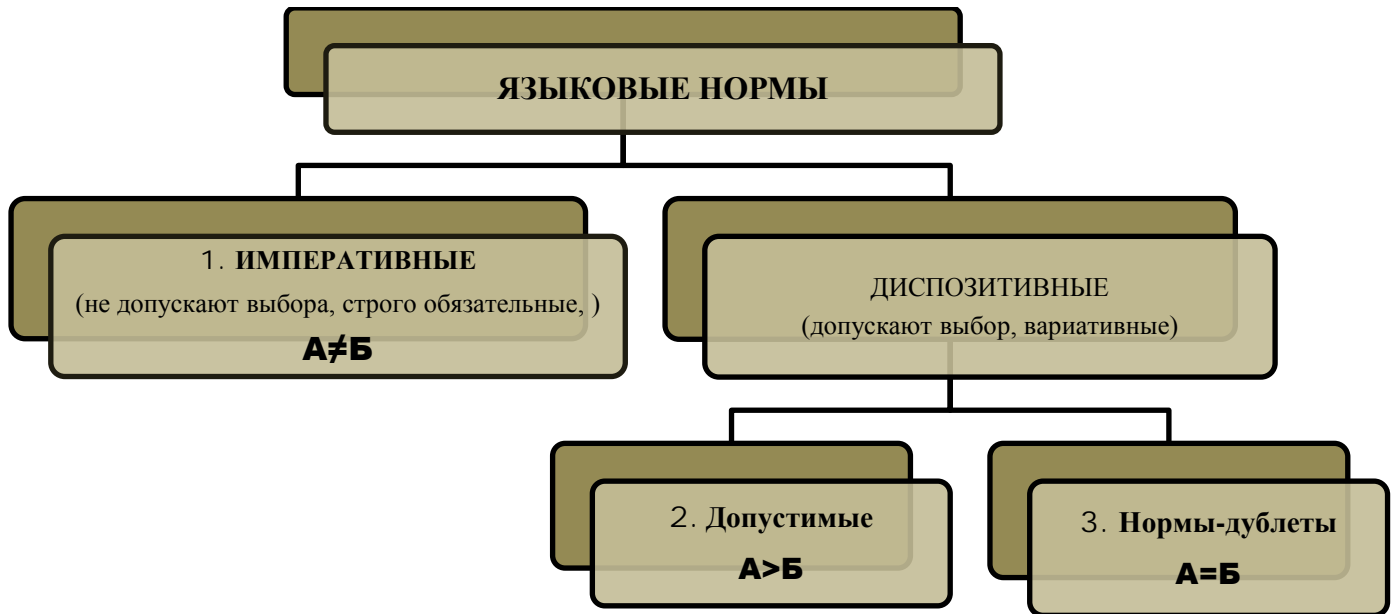 ЯЗЫКОВЫЕ НОРМЫ
1. ИМПЕРАТИВНЫЕ
(не допускают выбора, строго обязательные, )
А≠Б
ДИСПОЗИТИВНЫЕ
(допускают выбор, вариативные)
2. Допустимые
А>Б
3. Нормы-дублеты
А=Б